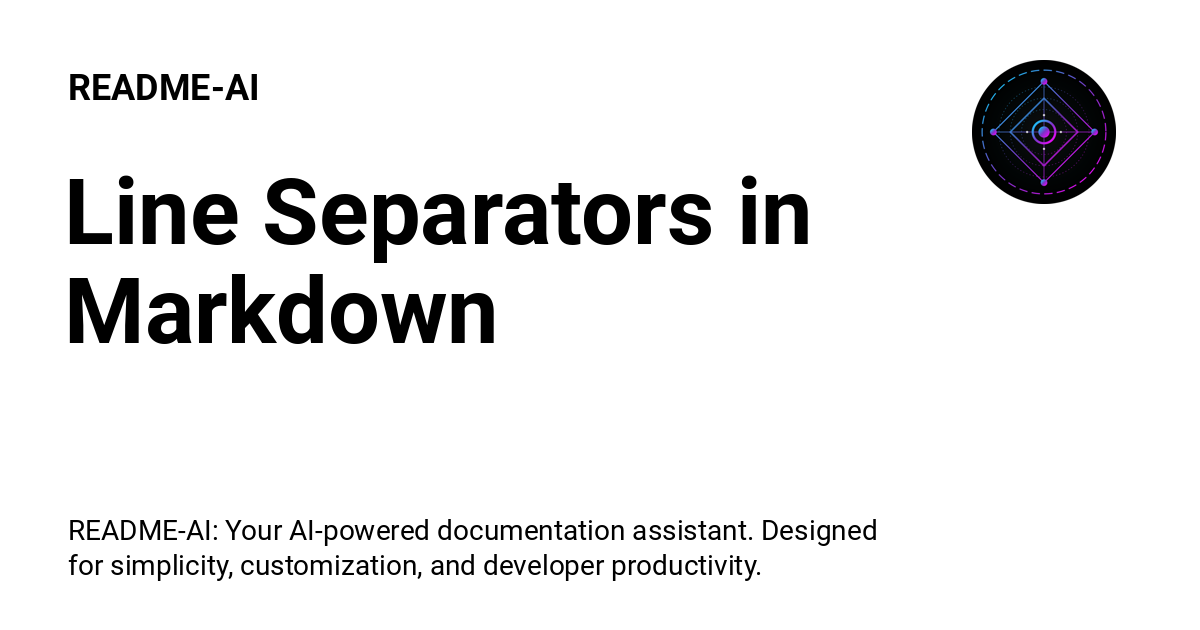 README-AI
Line Separators in
Markdown
README-AI: Your AI-powered documentation assistant. Designed
for simplicity, customization, and developer productivity.